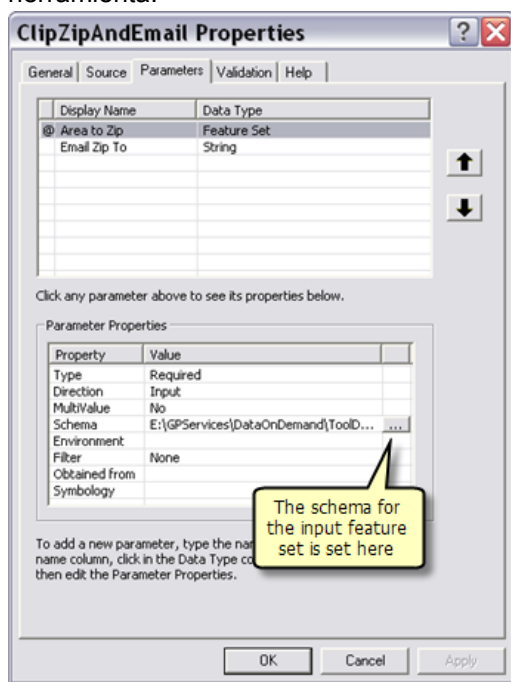 herramienta.
ClipZipAndEmail Properties
General Source Parameters Validation Help
Display Name Data Type
@ Area to Zip Feature Set
Email Zip To String
Click any parameter above to see its properties below.
Parameter Properties
Property Value
Type Required
Direction Input
MultiValue No
Schema E:\GPServices\DataOnDemand\ToolD... ...
Environment
Filter None
Obtained from
Symbology
The schema for
the input feature
set is set here
To add a new parameter, type the
name column, click in the Data Type
then edit the Parameter Properties.
OK Cancel Apply